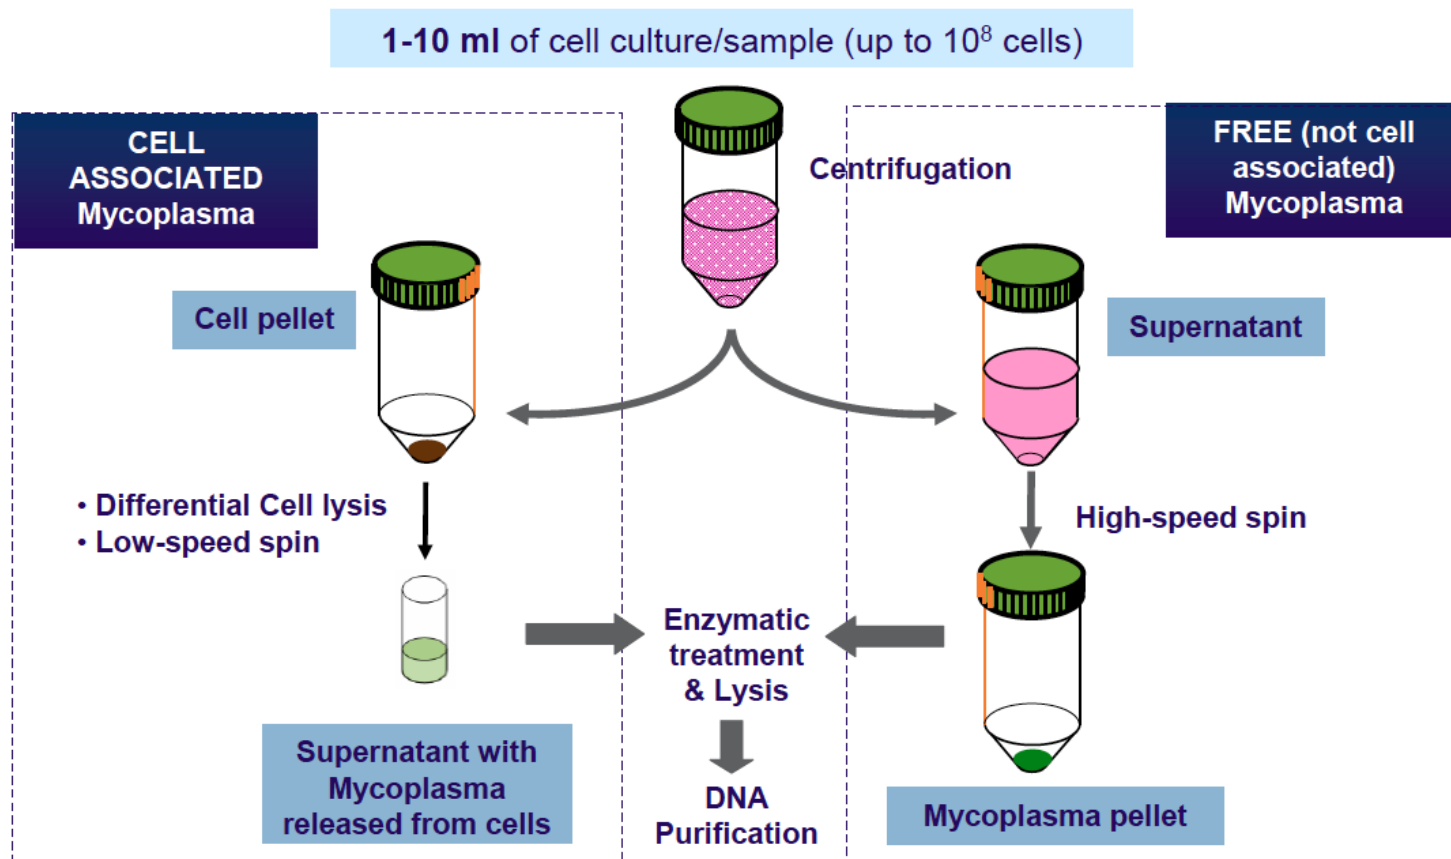 1-10 ml of cell culture/sample (up to 10⁸ cells)
CELL
ASSOCIATED
Mycoplasma
Centrifugation
FREE (not cell
associated)
Mycoplasma
Cell pellet
Supernatant
• Differential Cell lysis
• Low-speed spin
High-speed spin
Enzymatic
treatment
& Lysis
Supernatant with
Mycoplasma
released from cells
DNA
Purification
Mycoplasma pellet